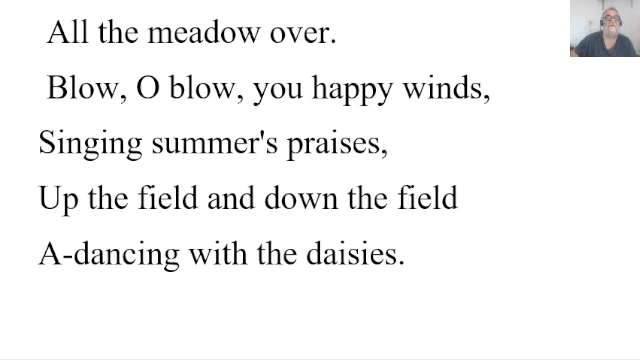 All the meadow over.
Blow, O blow, you happy winds,
Singing summer's praises,
Up the field and down the field
A-dancing with the daisies.